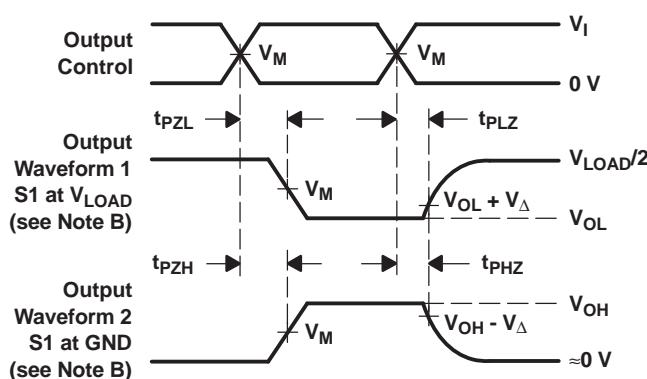 Output
Control
V_M
V_M
V_I
0 V
t_PZL
t_PLZ
Output
Waveform 1
S1 at V_LOAD
(see Note B)
V_M
V_LOAD/2
V_OL + V_Δ
V_OL
t_PZH
t_PHZ
Output
Waveform 2
S1 at GND
(see Note B)
V_M
V_OH
V_OH - V_Δ
≈0 V